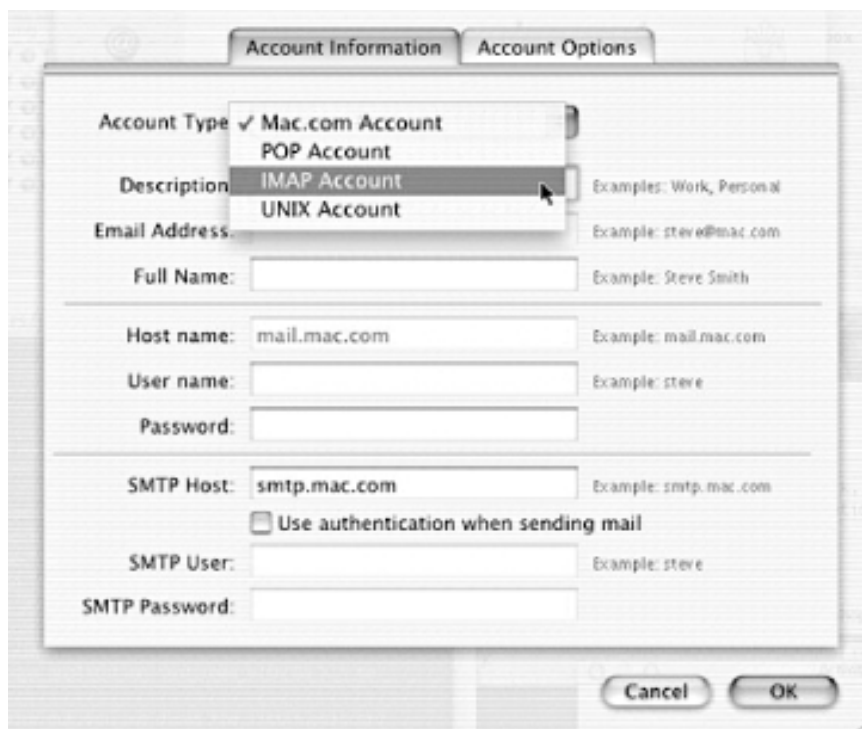 Account Information Account Options
Account Type ✓ Mac.com Account
POP Account
Description IMAP Account Examples: Work, Personal
UNIX Account
Email Address: Example: steve@mac.com
Full Name: Example: Steve Smith
Host name: mail.mac.com Example: mail.mac.com
User name: Example: steve
Password:
SMTP Host: smtp.mac.com Example: smtp.mac.com
Use authentication when sending mail
SMTP User: Example: steve
SMTP Password:
Cancel OK